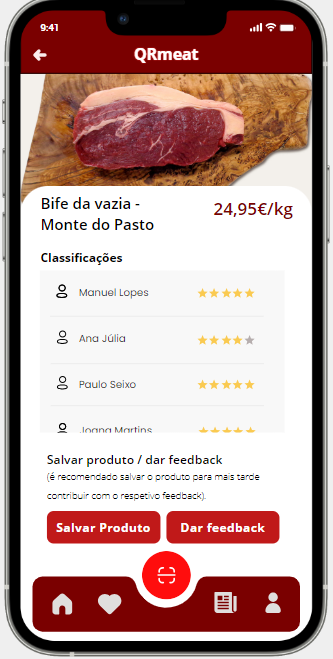 9:41
QRmeat
Bife da vazia -
Monte do Pasto
24,95€/kg
Classificações
Manuel Lopes
Ana Júlia
Paulo Seixo
Joana Martins
Salvar produto / dar feedback
(é recomendado salvar o produto para mais tarde
contribuir com o respetivo feedback).
Salvar Produto
Dar feedback